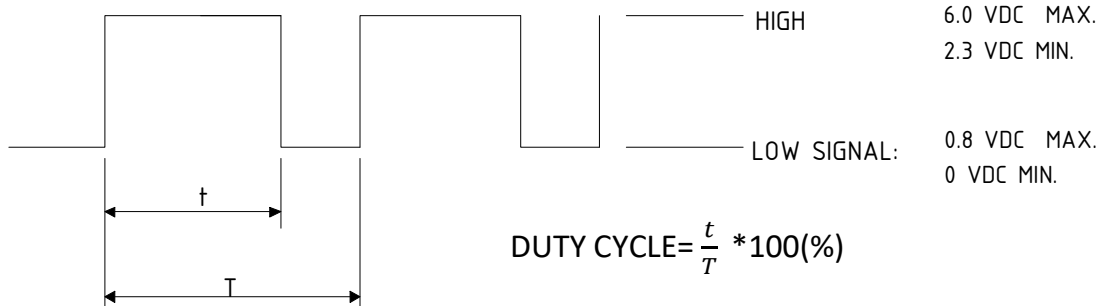 HIGH 6.0 VDC MAX.
2.3 VDC MIN.
LOW SIGNAL: 0.8 VDC MAX.
0 VDC MIN.
t
DUTY CYCLE= t/T *100(%)
T